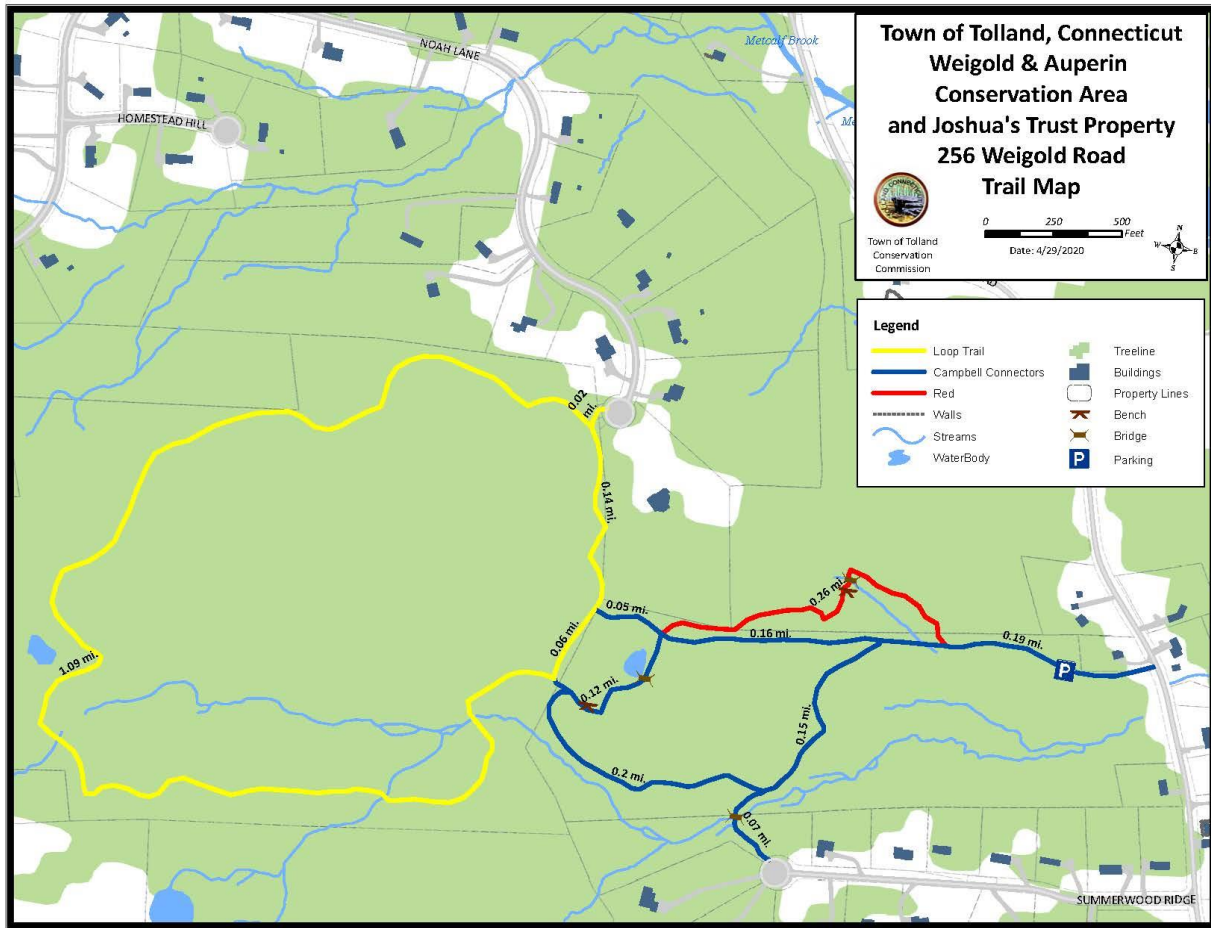 Town of Tolland, Connecticut
Weigold & Auperin
Conservation Area
and Joshua's Trust Property
256 Weigold Road
Trail Map
0 250 500
Feet
Date: 4/29/2020
N
W E
S
Town of Tolland
Conservation
Commission
Legend
Loop Trail
Campbell Connectors
Red
Walls
Streams
WaterBody
Treeline
Buildings
Property Lines
Bench
Bridge
P Parking
NOAH LANE
Metcalf Brook
HOMESTEAD HILL
0.02
mi.
0.14 mi.
0.05 mi.
0.26 mi.
0.16 mi.
0.19 mi.
0.06 mi.
1.09 mi.
P
0.12 mi.
0.15 mi.
0.2 mi.
0.07 mi.
SUMMERWOOD RIDGE